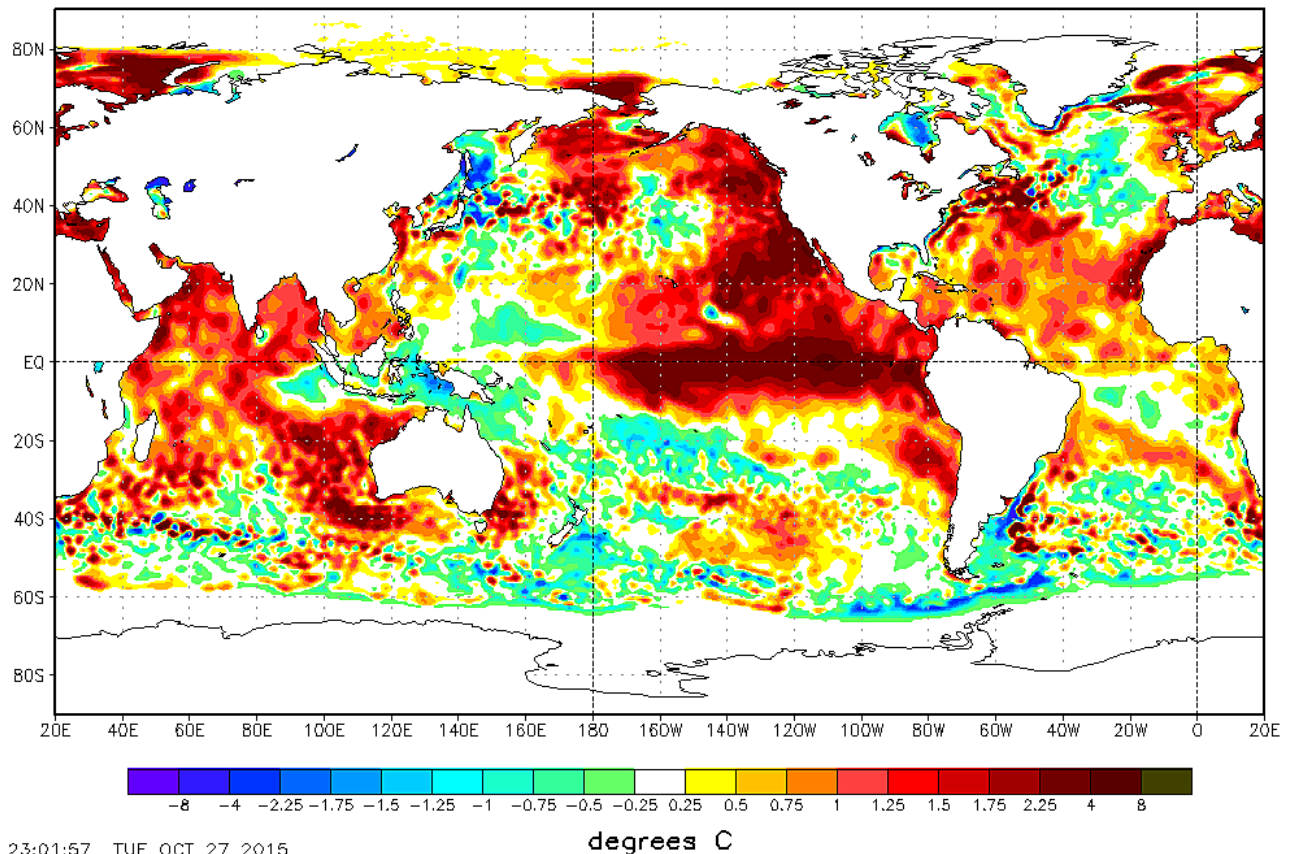 80N
60N
40N
20N
EQ
20S
40S
60S
80S
20E 40E 60E 80E 100E 120E 140E 160E 180 160W 140W 120W 100W 80W 60W 40W 20W 0 20E
-8 -4 -2.25 -1.75 -1.5 -1.25 -1 -0.75 -0.5 -0.25 0.25 0.5 0.75 1 1.25 1.5 1.75 2.25 4 8
degrees C
23:01:57 TUE OCT 27 2015